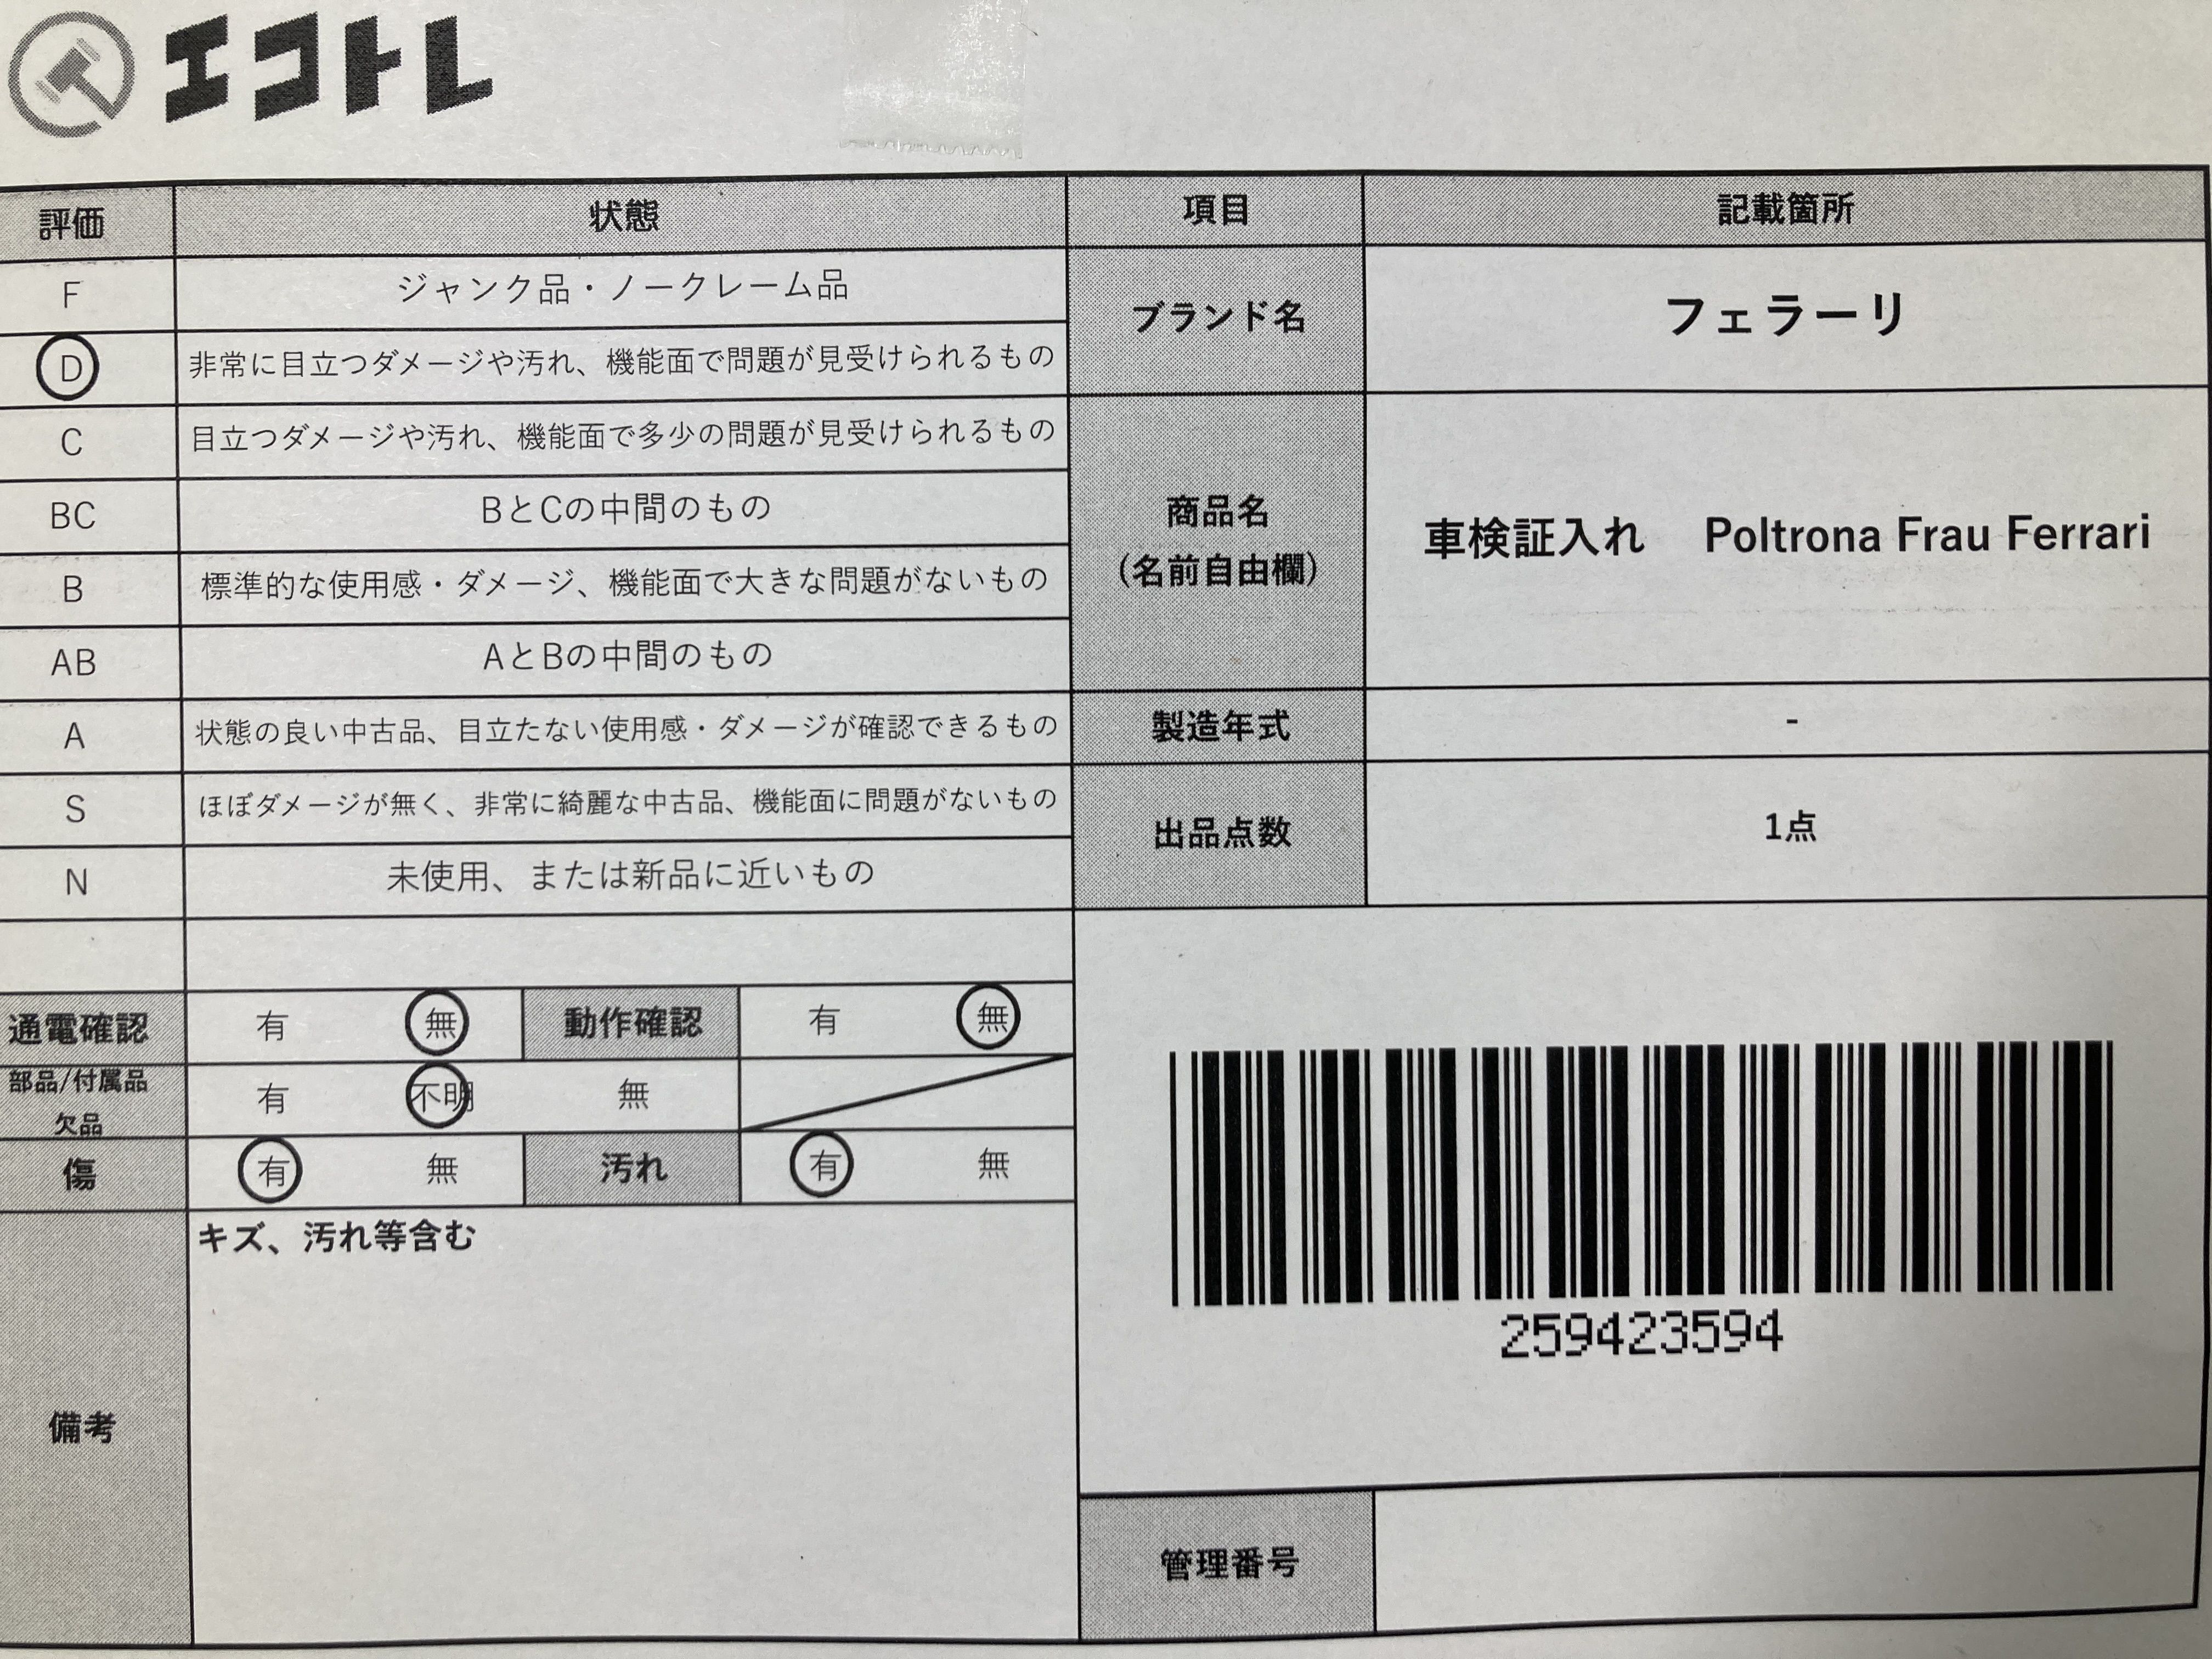 エコトレ
評価 状態 項目 記載箇所
F ジャンク品・ノークレーム品
D 非常に目立つダメージや汚れ、機能面で問題が見受けられるもの
C 目立つダメージや汚れ、機能面で多少の問題が見受けられるもの
BC BとCの中間のもの
B 標準的な使用感・ダメージ、機能面で大きな問題がないもの
AB AとBの中間のもの
A 状態の良い中古品、目立たない使用感・ダメージが確認できるもの
S ほぼダメージが無く、非常に綺麗な中古品、機能面に問題がないもの
N 未使用、または新品に近いもの
ブランド名 フェラーリ
商品名
(名前自由欄)
車検証入れ Poltrona Frau Ferrari
製造年式 -
出品点数 1点
通電確認 有 無 動作確認 有 無
部品/付属品
欠品
有 不明 無
傷 有 無 汚れ 有 無
備考
キズ、汚れ等含む
259423594
管理番号